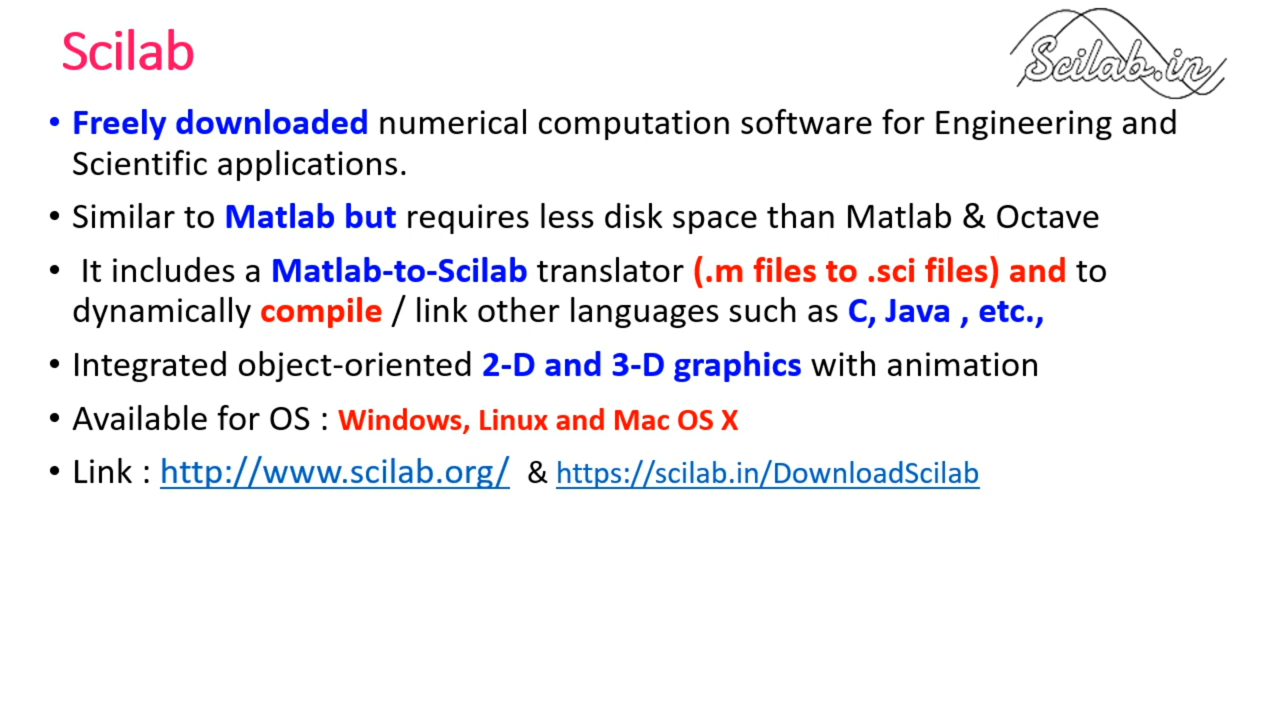 Scilab
Scilab.in
• Freely downloaded numerical computation software for Engineering and
Scientific applications.
• Similar to Matlab but requires less disk space than Matlab & Octave
• It includes a Matlab-to-Scilab translator (.m files to .sci files) and to
dynamically compile / link other languages such as C, Java , etc.,
• Integrated object-oriented 2-D and 3-D graphics with animation
• Available for OS : Windows, Linux and Mac OS X
• Link : http://www.scilab.org/ & https://scilab.in/DownloadScilab